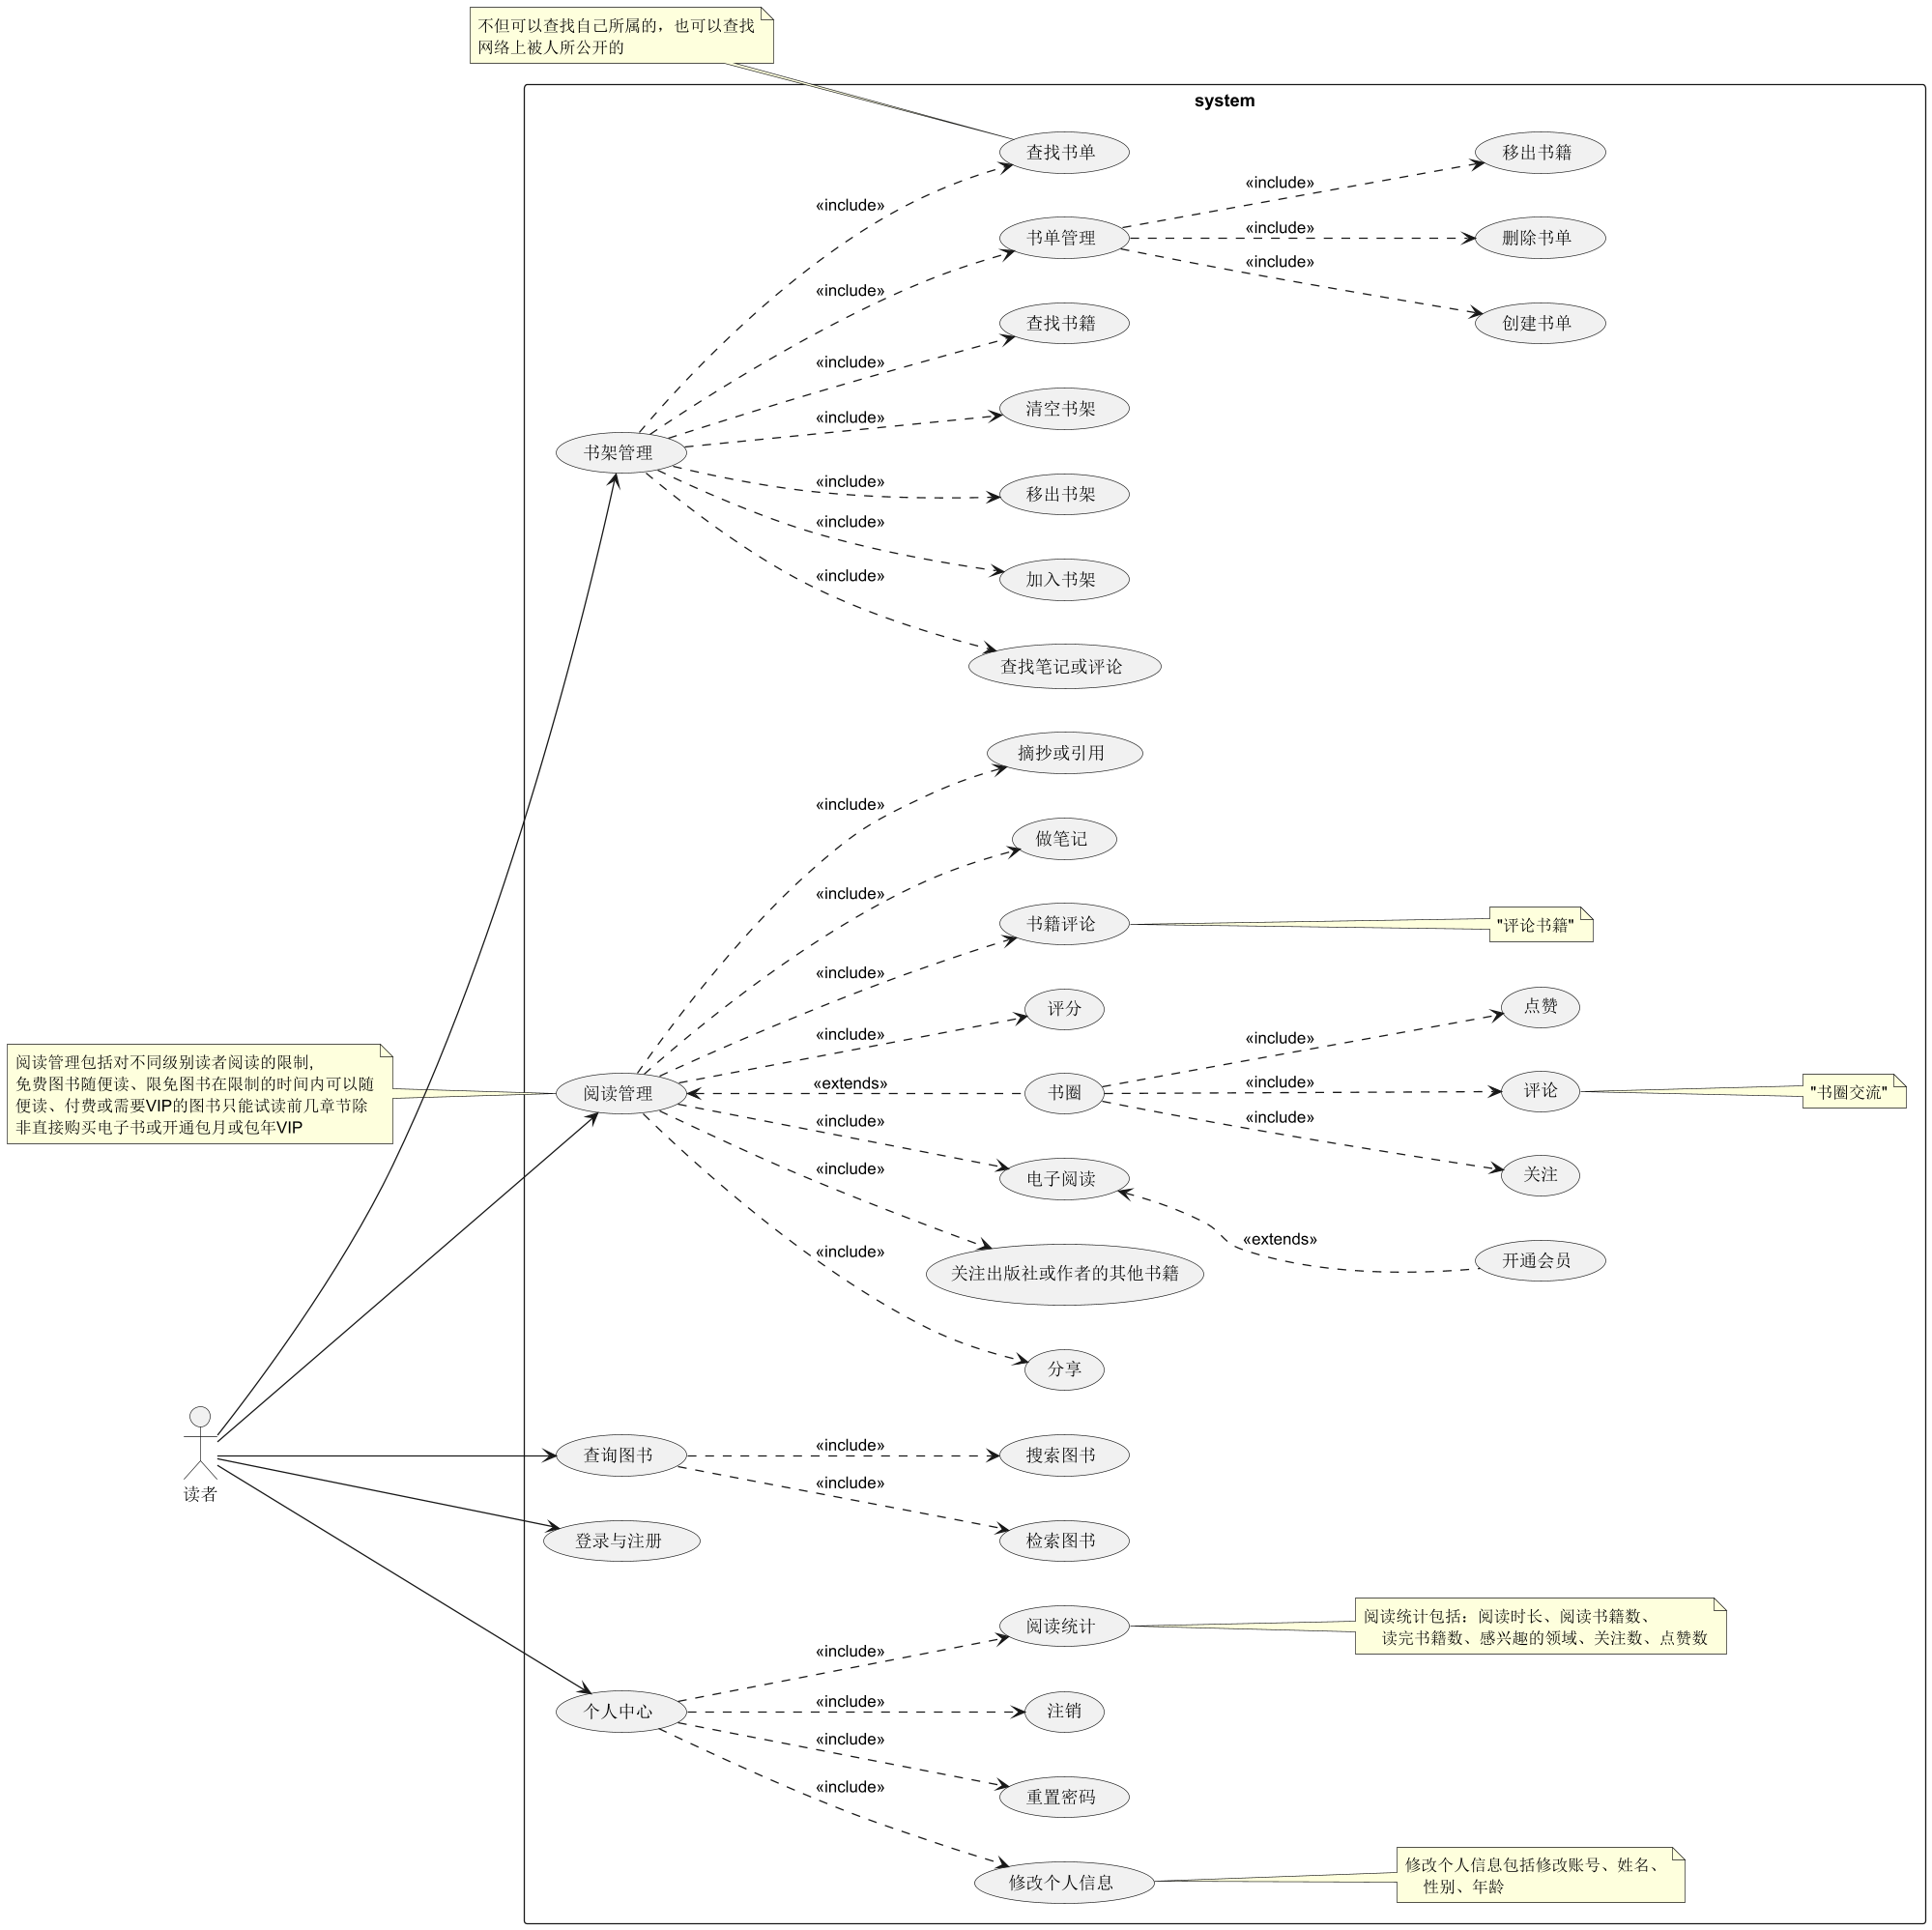 不但可以查找自己所属的，也可以查找
网络上被人所公开的
system
查找书单
移出书籍
«include»
«include»
书单管理
«include»
删除书单
«include»
«include»
查找书籍
创建书单
«include»
清空书架
«include»
书架管理
«include»
移出书架
«include»
加入书架
«include»
查找笔记或评论
摘抄或引用
«include»
做笔记
«include»
书籍评论
"评论书籍"
«include»
评分
点赞
«include»
«include»
阅读管理包括对不同级别读者阅读的限制,
免费图书随便读、限免图书在限制的时间内可以随
便读、付费或需要VIP的图书只能试读前几章节除
非直接购买电子书或开通包月或包年VIP
阅读管理
«extends»
书圈
«include»
评论
"书圈交流"
«include»
«include»
电子阅读
关注
«include»
«include»
«extends»
开通会员
关注出版社或作者的其他书籍
分享
读者
查询图书
«include»
搜索图书
«include»
登录与注册
检索图书
阅读统计
阅读统计包括：阅读时长、阅读书籍数、
读完书籍数、感兴趣的领域、关注数、点赞数
«include»
个人中心
«include»
注销
«include»
«include»
重置密码
修改个人信息
修改个人信息包括修改账号、姓名、
性别、年龄